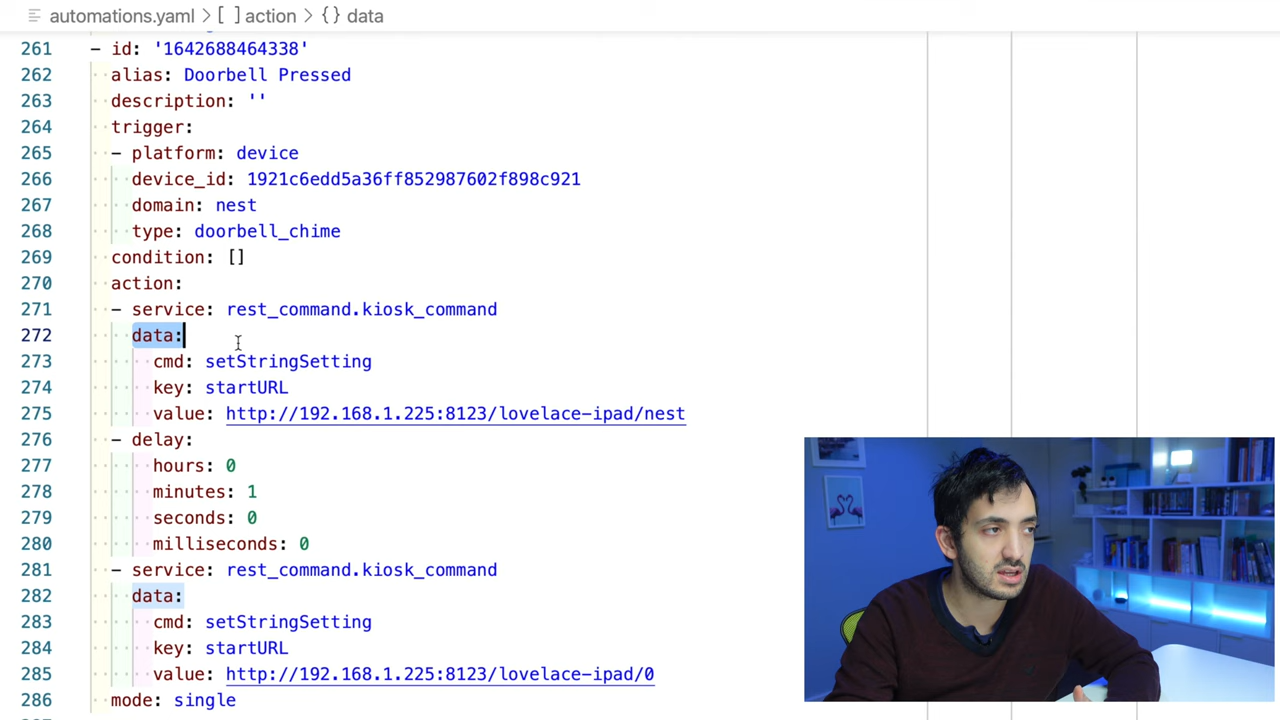 automations.yaml > [ ] action > {} data
261 - id: '1642688464338'
262 alias: Doorbell Pressed
263 description: ''
264 trigger:
265 - platform: device
266 device_id: 1921c6edd5a36ff852987602f898c921
267 domain: nest
268 type: doorbell_chime
269 condition: []
270 action:
271 - service: rest_command.kiosk_command
272 data:
273 cmd: setStringSetting
274 key: startURL
275 value: http://192.168.1.225:8123/lovelace-ipad/nest
276 - delay:
277 hours: 0
278 minutes: 1
279 seconds: 0
280 milliseconds: 0
281 - service: rest_command.kiosk_command
282 data:
283 cmd: setStringSetting
284 key: startURL
285 value: http://192.168.1.225:8123/lovelace-ipad/0
286 mode: single